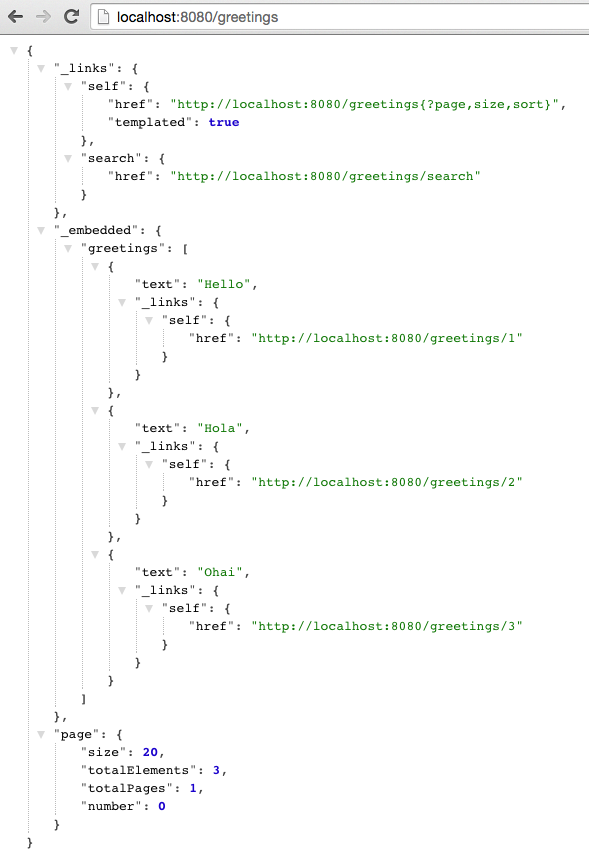 localhost:8080/greetings
{
"_links": {
"self": {
"href": "http://localhost:8080/greetings{?page,size,sort}",
"templated": true
},
"search": {
"href": "http://localhost:8080/greetings/search"
}
},
"_embedded": {
"greetings": [
{
"text": "Hello",
"_links": {
"self": {
"href": "http://localhost:8080/greetings/1"
}
}
},
{
"text": "Hola",
"_links": {
"self": {
"href": "http://localhost:8080/greetings/2"
}
}
},
{
"text": "Ohai",
"_links": {
"self": {
"href": "http://localhost:8080/greetings/3"
}
}
}
]
},
"page": {
"size": 20,
"totalElements": 3,
"totalPages": 1,
"number": 0
}
}